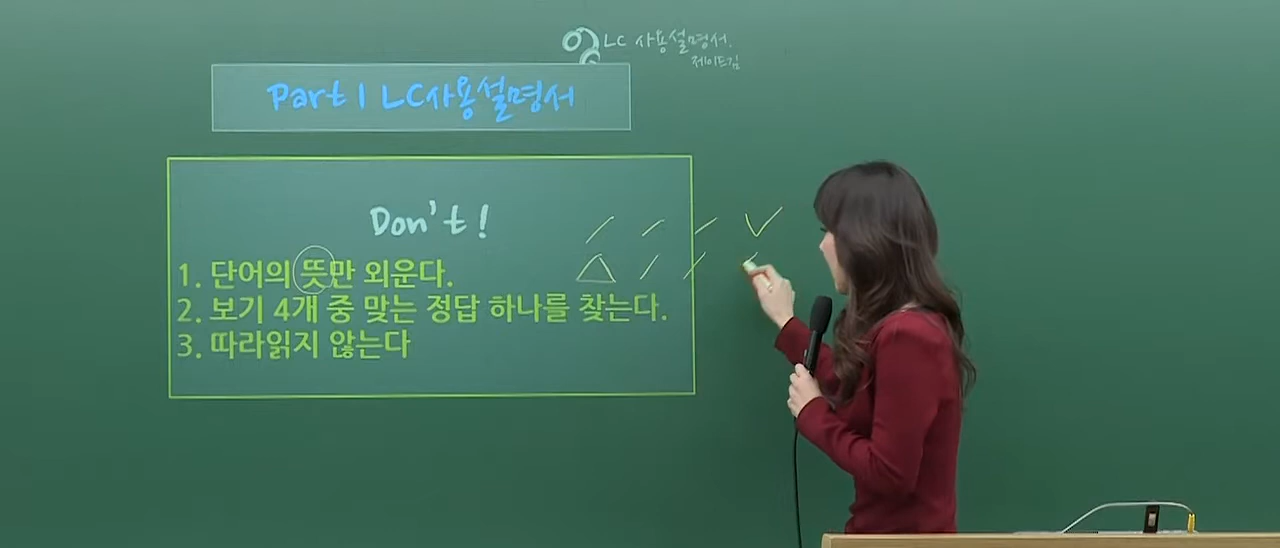 LC 사용설명서.
제이드김
Part 1 LC사용설명서
Don't!
1. 단어의 뜻만 외운다.
2. 보기 4개 중 맞는 정답 하나를 찾는다.
3. 따라읽지 않는다